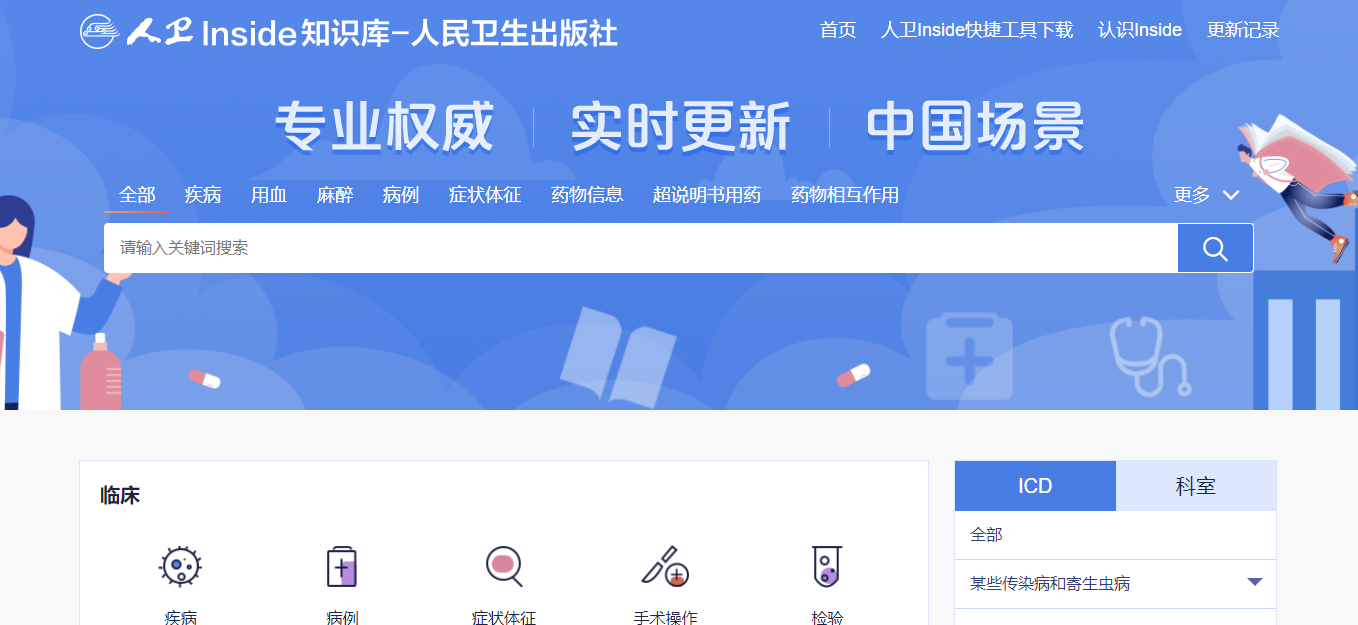 人卫 Inside知识库-人民卫生出版社
首页 人卫Inside快捷工具下载 认识Inside 更新记录
专业权威 实时更新 中国场景
全部 疾病 用血 麻醉 病例 症状体征 药物信息 超说明书用药 药物相互作用 更多
请输入关键词搜索
临床
疾病 病例 症状体征 手术操作 检验
ICD 科室
全部
某些传染病和寄生虫病